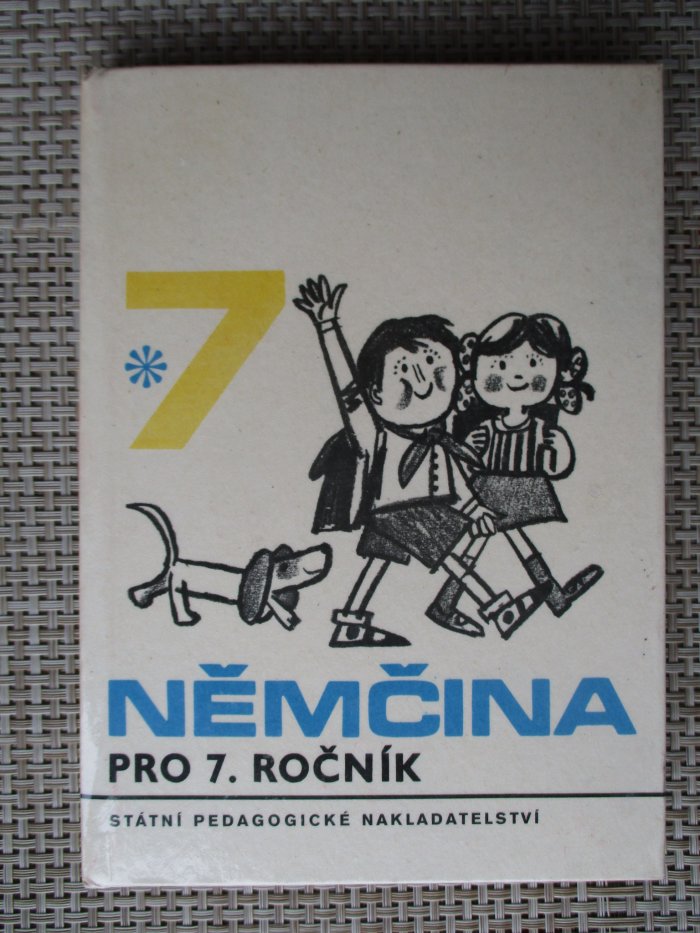 7
NĚMČINA
PRO 7. ROČNÍK
STÁTNÍ PEDAGOGICKÉ NAKLADATELSTVÍ